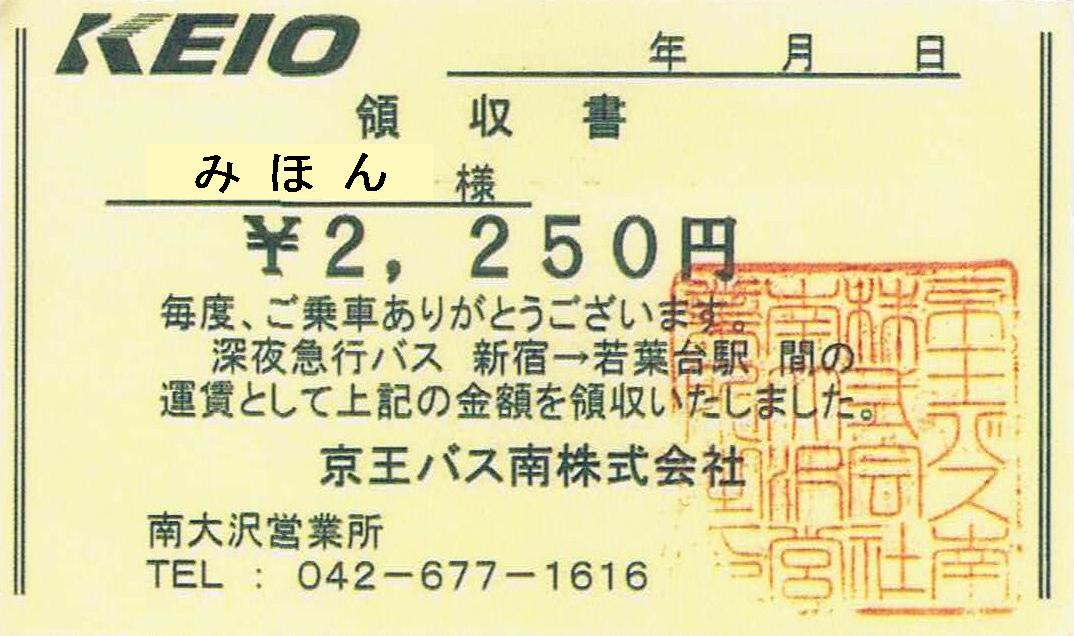 KEIO
年 月 日
領 収 書
みほん 様
¥2,250円
毎度、ご乗車ありがとうございます。
深夜急行バス 新宿→若葉台駅 間の
運賃として上記の金額を領収いたしました。
京王バス南株式会社
南大沢営業所
TEL : 042-677-1616